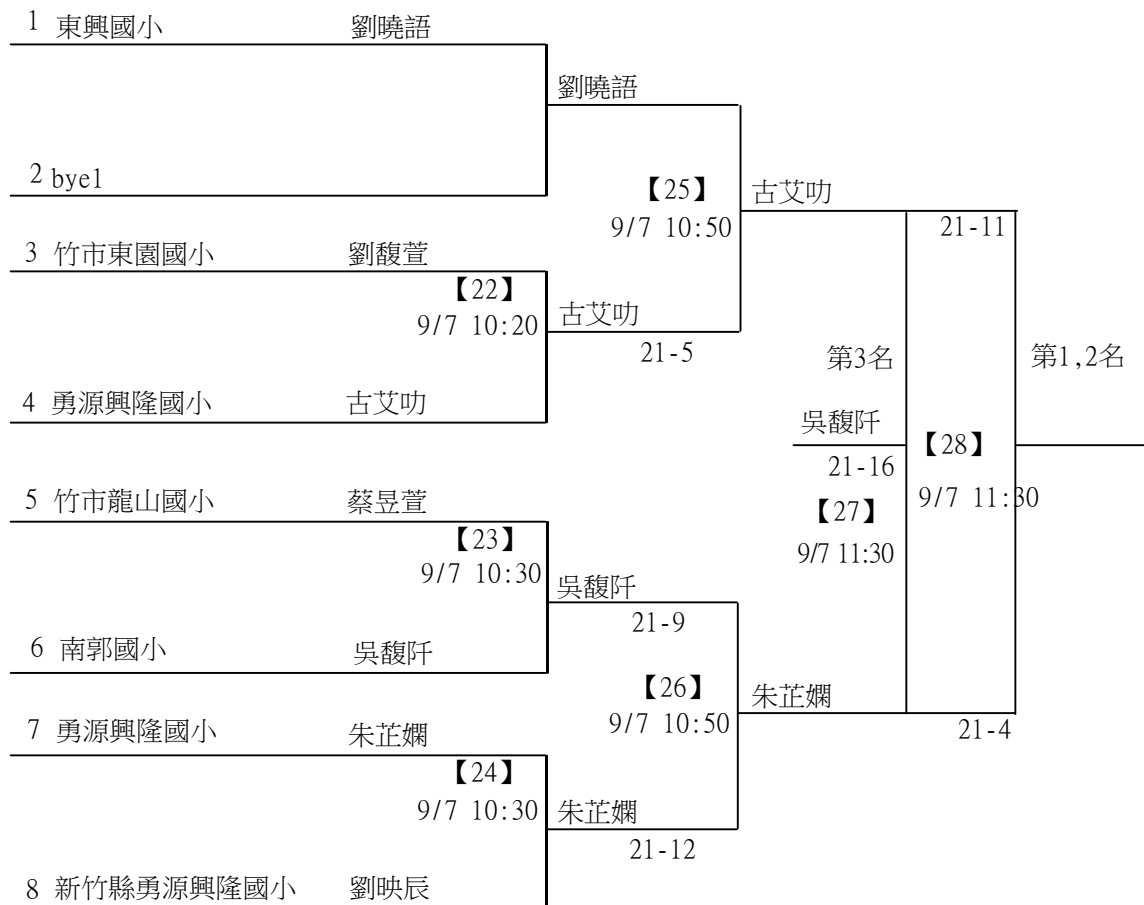 1 東興國小 劉曉語
劉曉語
2 bye1
【25】
9/7 10:50
古艾叻
21-11
3 竹市東園國小 劉馥萱
【22】
9/7 10:20
古艾叻
21-5
4 勇源興隆國小 古艾叻
第3名
第1,2名
吳馥阡
21-16
【27】
9/7 11:30
【28】
9/7 11:30
5 竹市龍山國小 蔡昱萱
【23】
9/7 10:30
吳馥阡
21-9
6 南郭國小 吳馥阡
【26】
9/7 10:50
朱芷嫻
21-4
7 勇源興隆國小 朱芷嫻
【24】
9/7 10:30
朱芷嫻
21-12
8 新竹縣勇源興隆國小 劉映辰